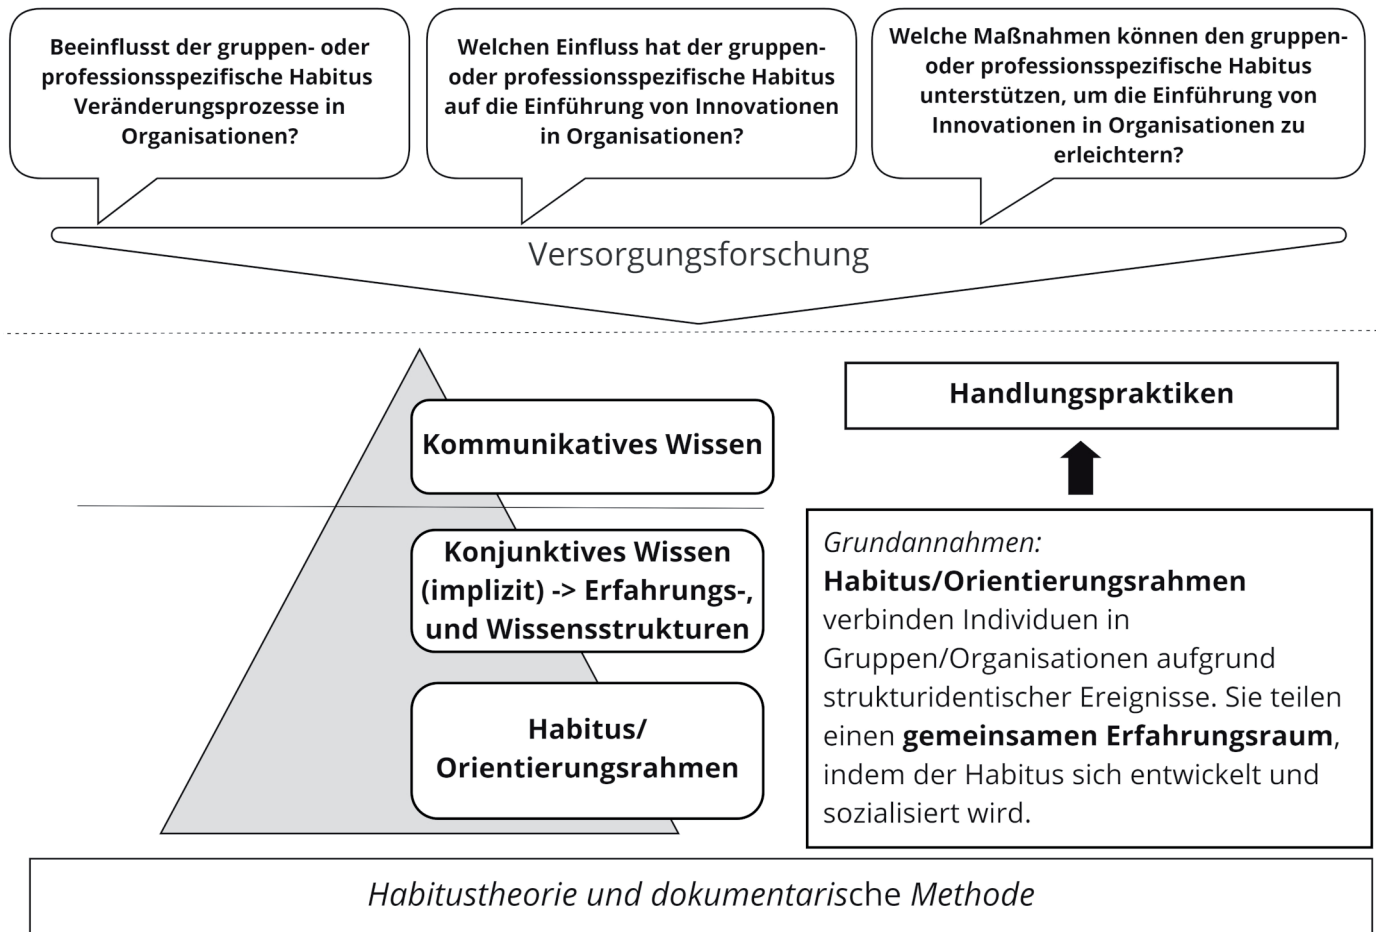 Beeinflusst der gruppen- oder
professionsspezifische Habitus
Veränderungsprozesse in
Organisationen?
Welchen Einfluss hat der gruppen-
oder professionsspezifische Habitus
auf die Einführung von Innovationen
in Organisationen?
Welche Maßnahmen können den gruppen-
oder professionsspezifische Habitus
unterstützen, um die Einführung von
Innovationen in Organisationen zu
erleichtern?
Versorgungsforschung
Kommunikatives Wissen
Konjunktives Wissen
(implizit) -> Erfahrungs-,
und Wissensstrukturen
Habitus/
Orientierungsrahmen
Handlungspraktiken
Grundannahmen:
Habitus/Orientierungsrahmen
verbinden Individuen in
Gruppen/Organisationen aufgrund
strukturidentischer Ereignisse. Sie teilen
einen gemeinsamen Erfahrungsraum,
indem der Habitus sich entwickelt und
sozialisiert wird.
Habitustheorie und dokumentarische Methode